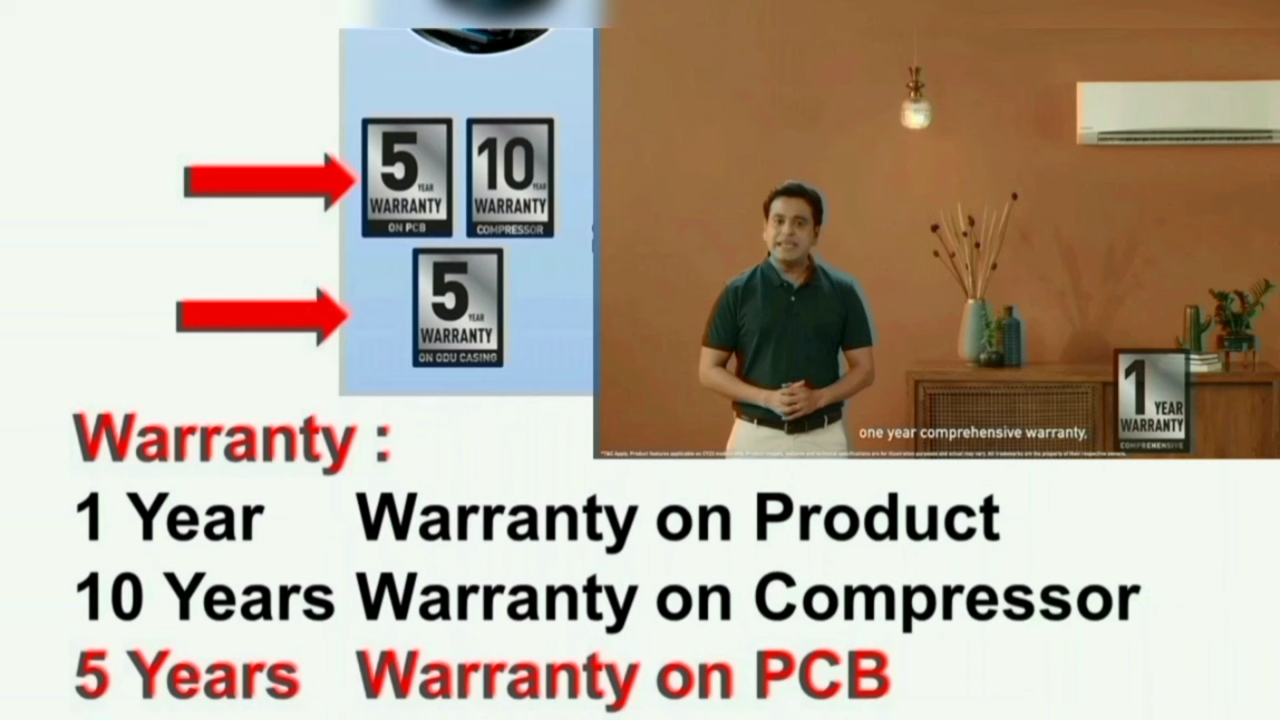 5
YEAR
WARRANTY
ON PCB
10
YEAR
WARRANTY
COMPRESSOR
5
YEAR
WARRANTY
ON ODU CASING
1
YEAR
WARRANTY
COMPREHENSIVE
one year comprehensive warranty.
Warranty :
1 Year Warranty on Product
10 Years Warranty on Compressor
5 Years Warranty on PCB